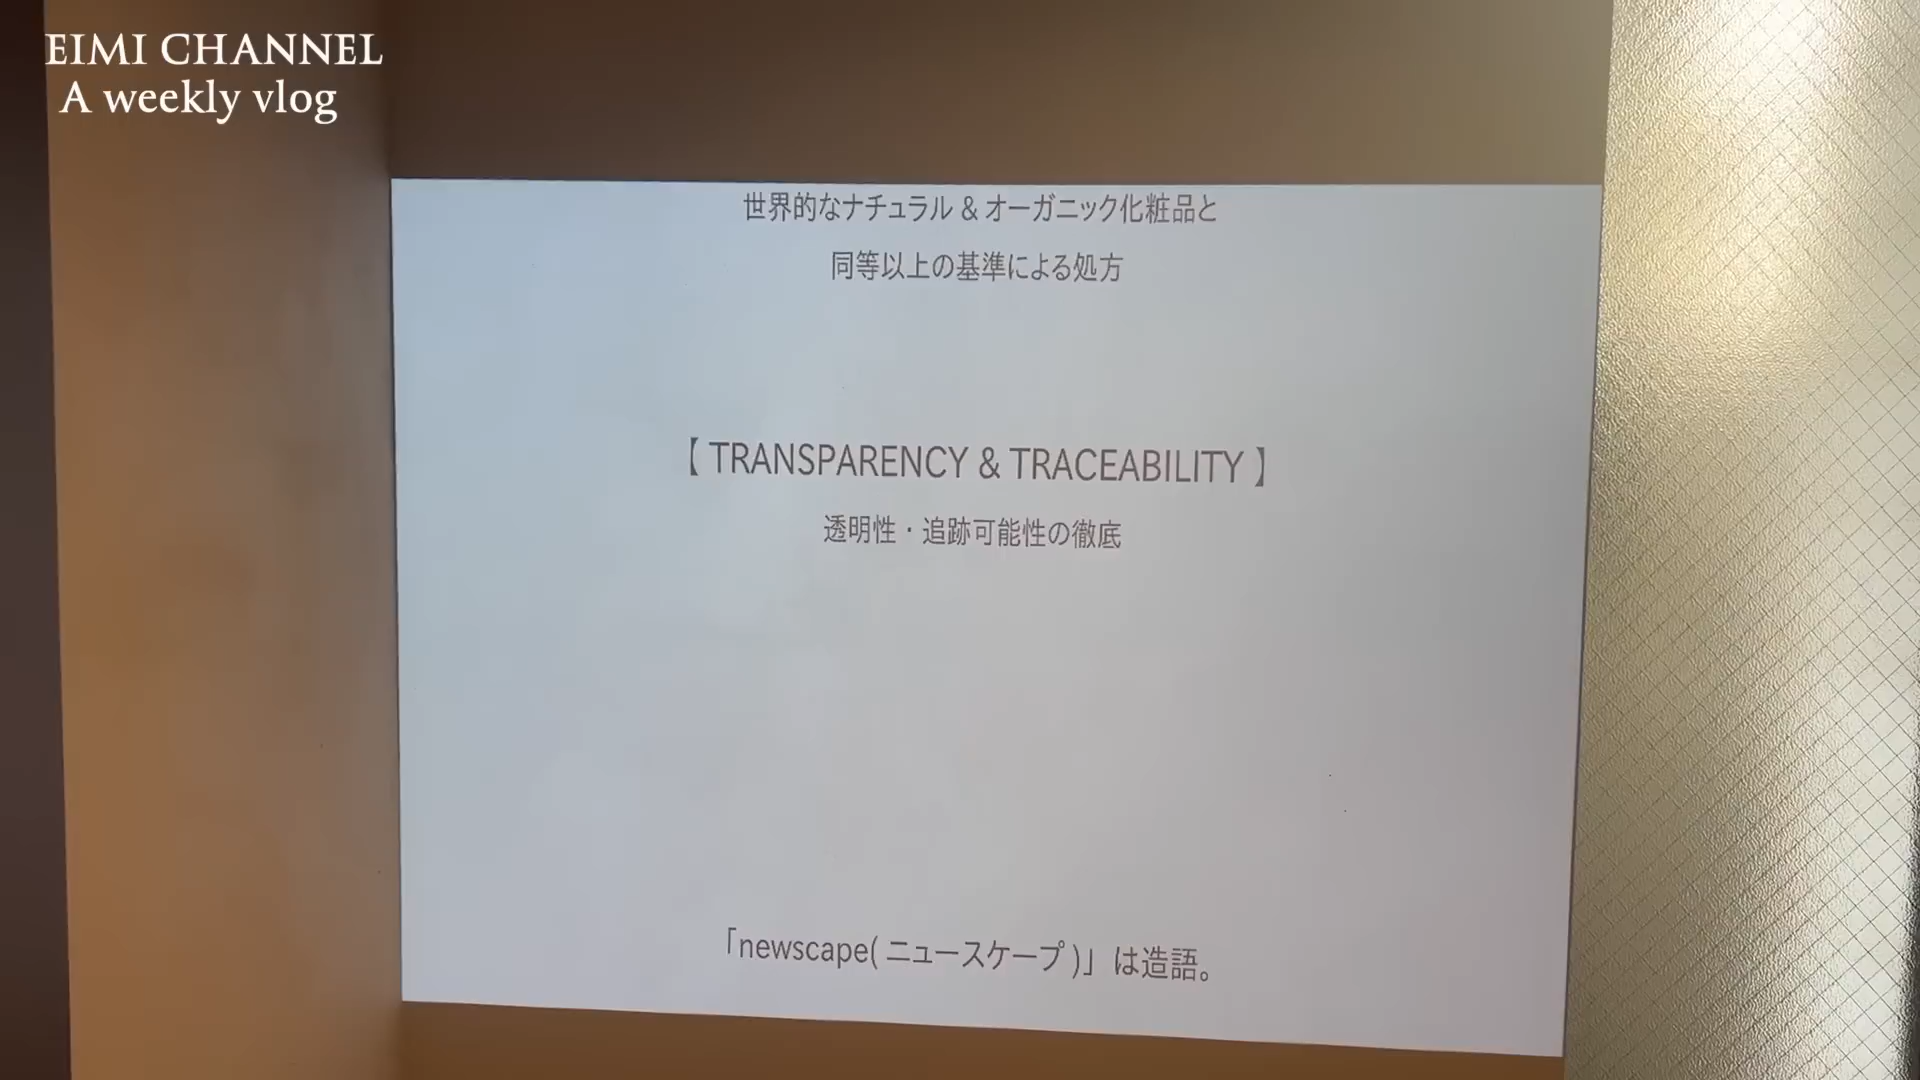 EIMI CHANNEL
A weekly vlog
世界的なナチュラル & オーガニック化粧品と
同等以上の基準による処方
【 TRANSPARENCY & TRACEABILITY 】
透明性・追跡可能性の徹底
「newscape( ニュースケープ )」は造語。